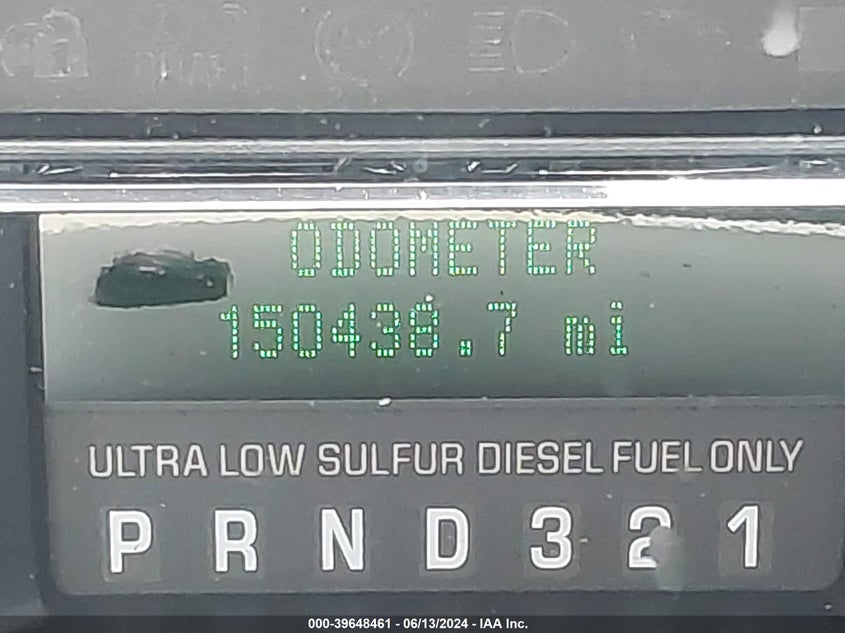 ODOMETER
150438.7 mi
ULTRA LOW SULFUR DIESEL FUEL ONLY
P R N D 3 2 1
000-39648461 - 06/13/2024 - IAA Inc.